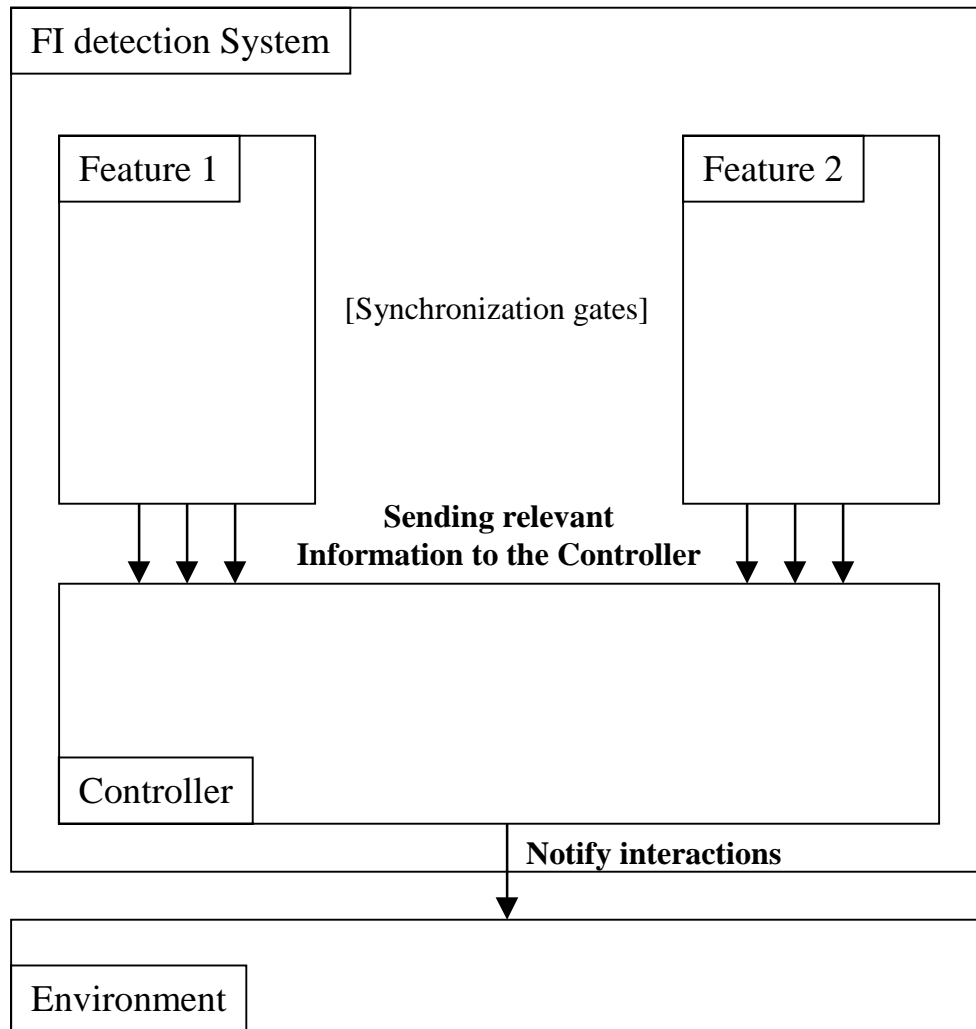 FI detection System
Feature 1
Feature 2
[Synchronization gates]
Sending relevant
Information to the Controller
Controller
Notify interactions
Environment